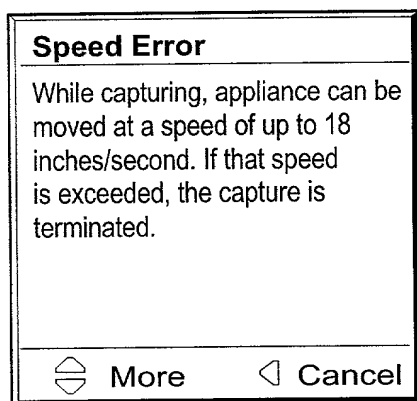 Speed Error
While capturing, appliance can be
moved at a speed of up to 18
inches/second. If that speed
is exceeded, the capture is
terminated.
More
Cancel